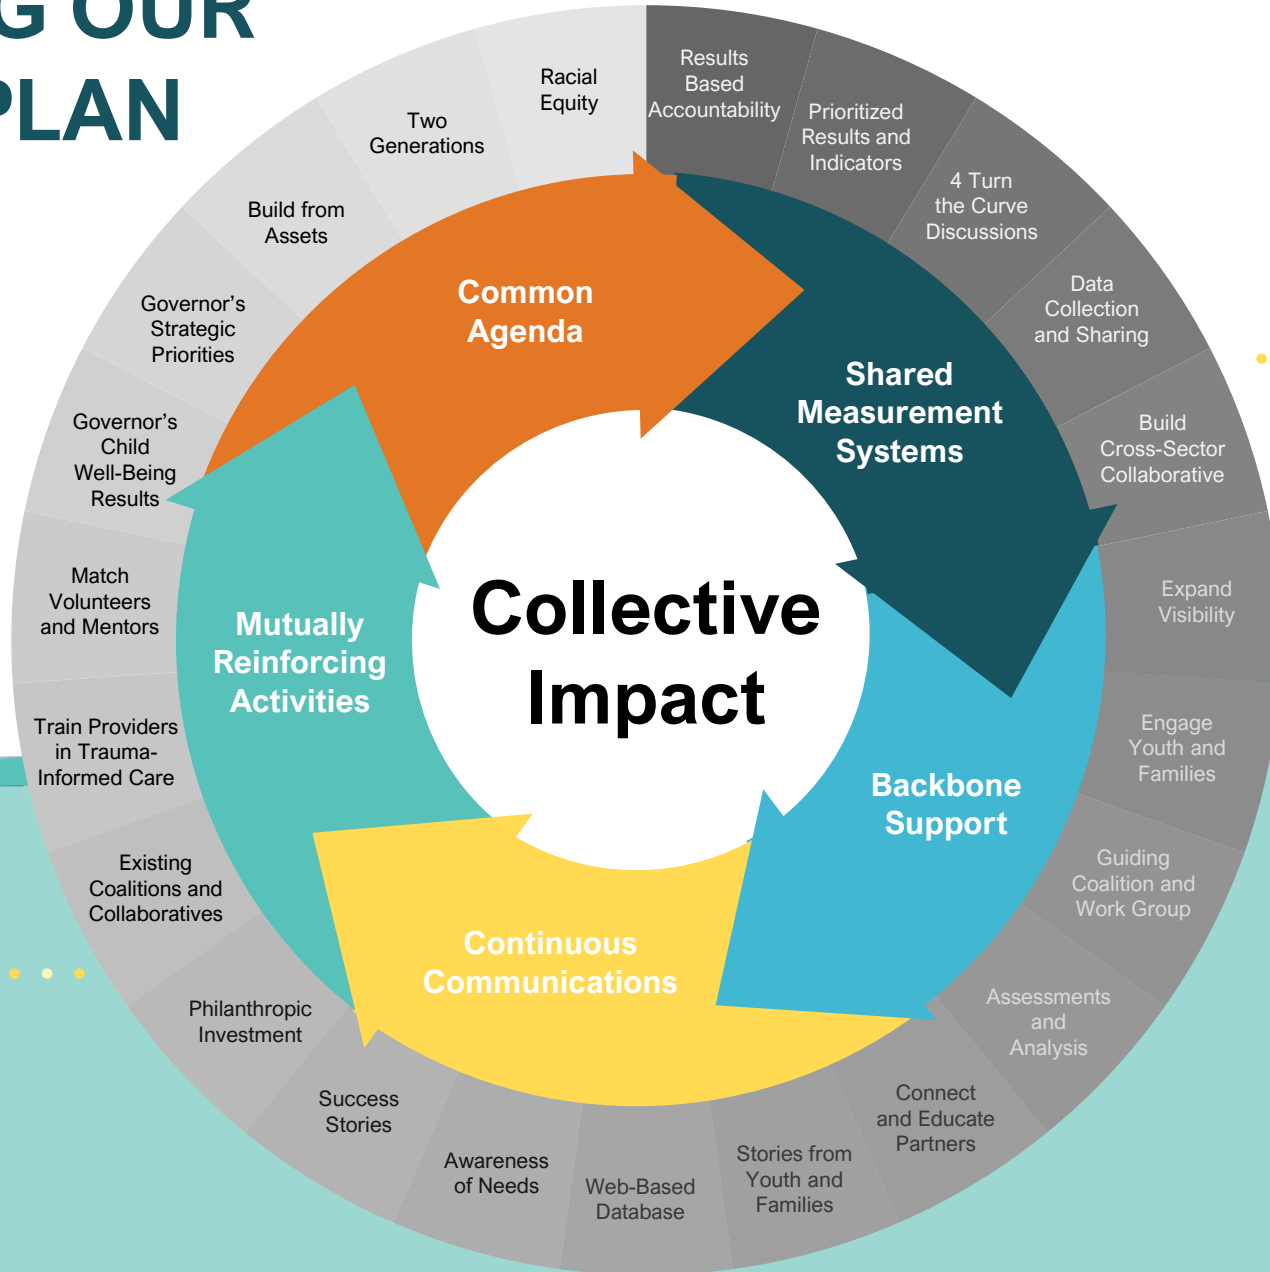 G OUR
PLAN
Racial
Equity
Results
Based
Accountability
Prioritized
Results and
Indicators
4 Turn
the Curve
Discussions
Data
Collection
and Sharing
Build
Cross-Sector
Collaborative
Expand
Visibility
Engage
Youth and
Families
Guiding
Coalition and
Work Group
Assessments
and
Analysis
Connect
and Educate
Partners
Stories from
Youth and
Families
Web-Based
Database
Awareness
of Needs
Success
Stories
Philanthropic
Investment
Existing
Coalitions and
Collaboratives
Train Providers
in Trauma-
Informed Care
Match
Volunteers
and Mentors
Governor’s
Child
Well-Being
Results
Governor’s
Strategic
Priorities
Build from
Assets
Two
Generations
Common
Agenda
Shared
Measurement
Systems
Backbone
Support
Continuous
Communications
Mutually
Reinforcing
Activities
Collective
Impact